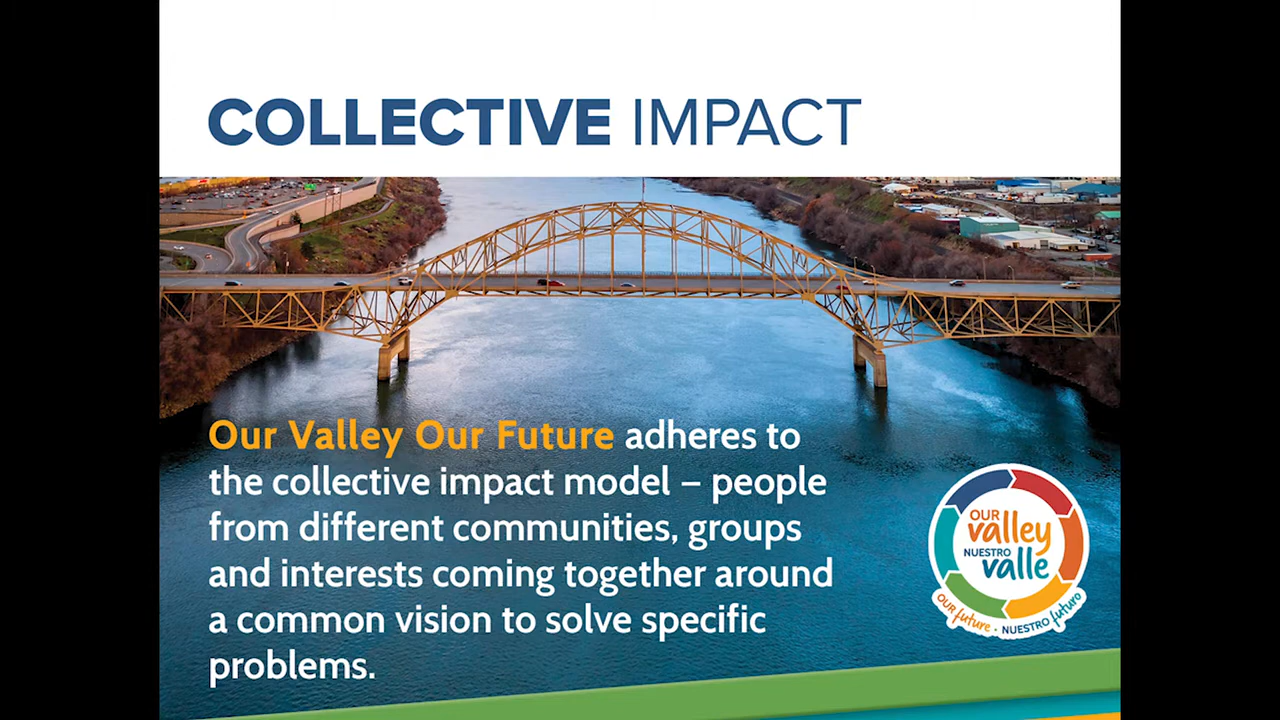 COLLECTIVE IMPACT
Our Valley Our Future adheres to
the collective impact model – people
from different communities, groups
and interests coming together around
a common vision to solve specific
problems.
OUR
valley
NUESTRO
valle
OUR future • NUESTRO futuro